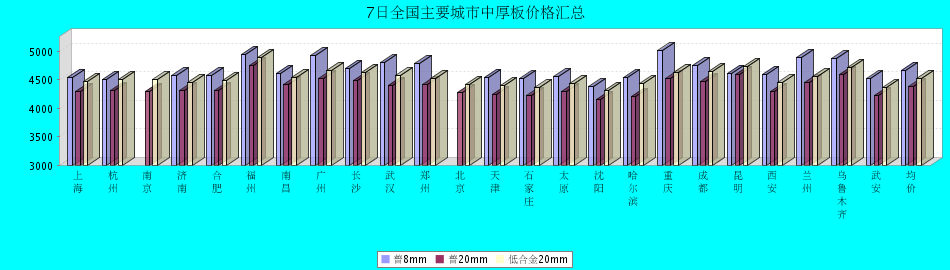 7日全国主要城市中厚板价格汇总
5000
4500
4000
3500
3000
上海
杭州
南京
济南
合肥
福州
南昌
广州
长沙
武汉
郑州
北京
天津
石家庄
太原
沈阳
哈尔滨
重庆
成都
昆明
西安
兰州
乌鲁木齐
武安
均价
普8mm 普20mm 低合金20mm